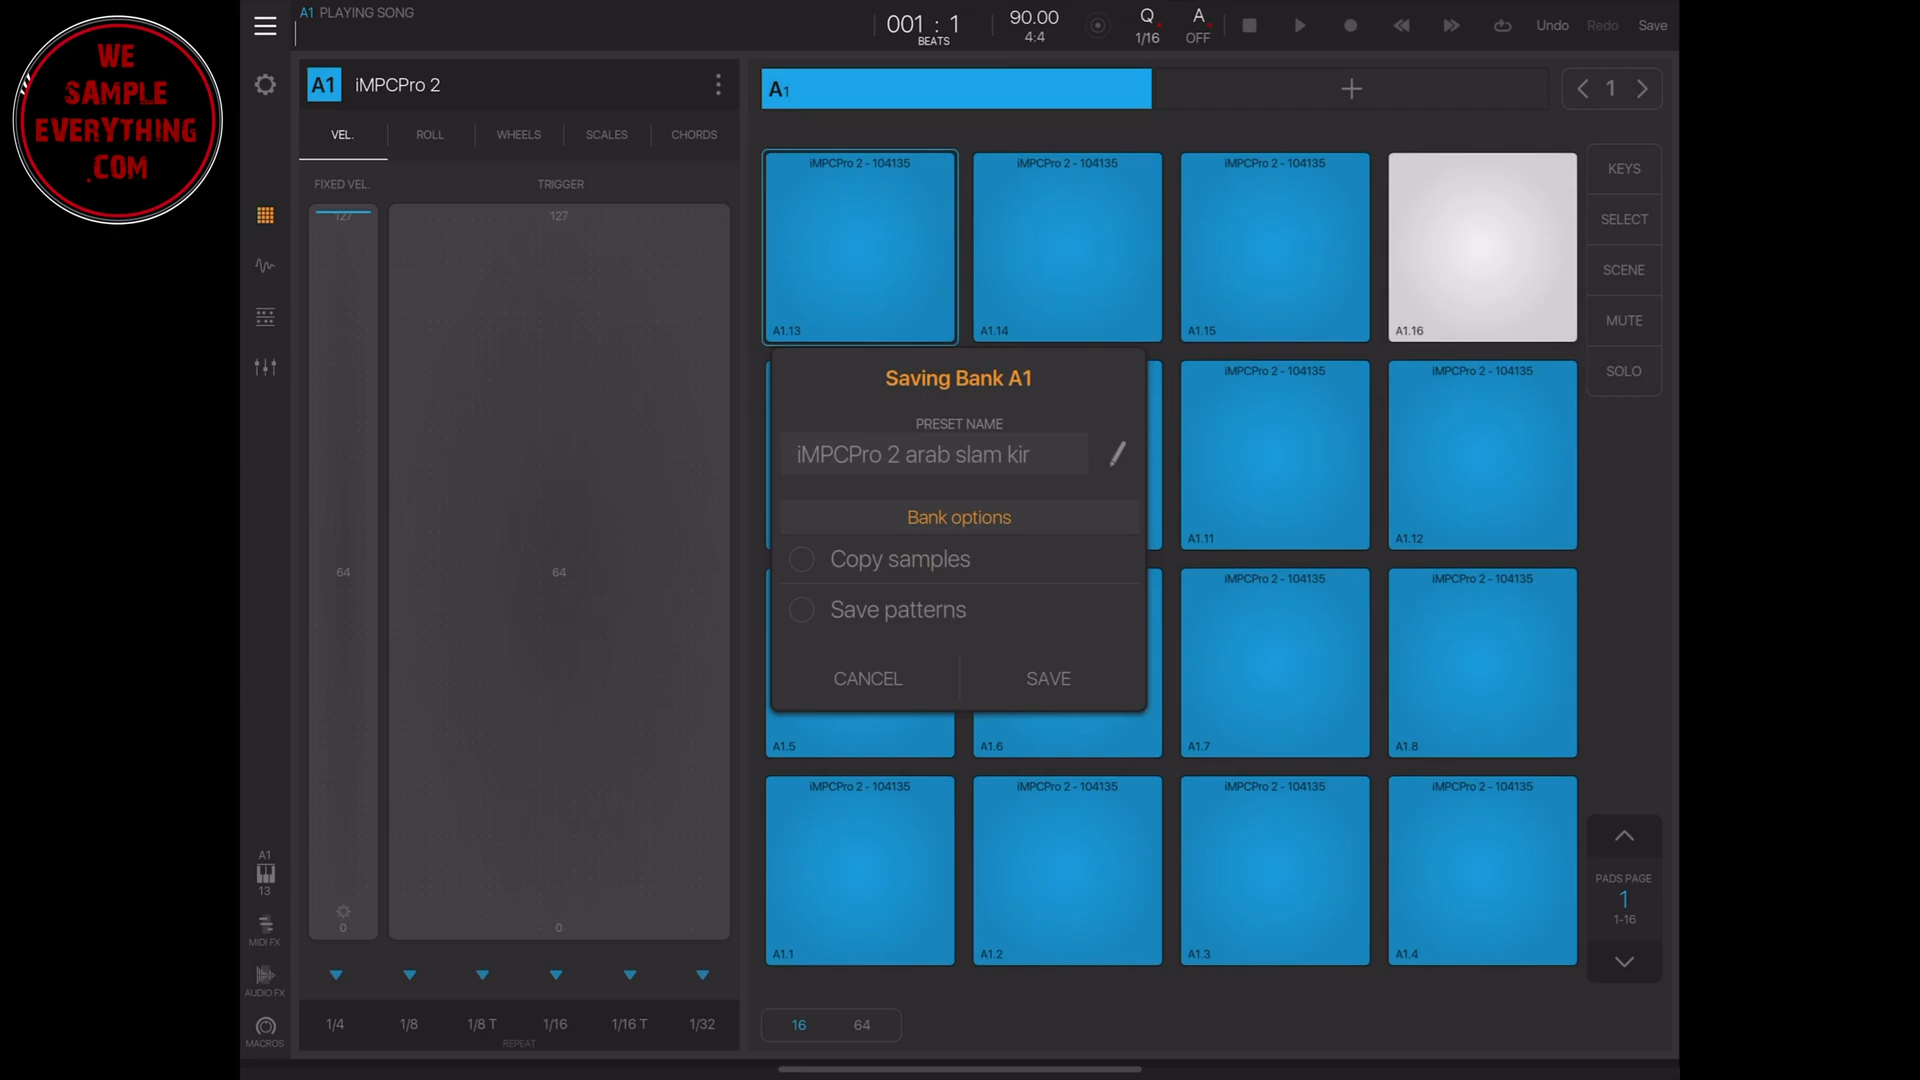 WE
SAMPLE
EVERYTHING
.COM
A1 PLAYING SONG
001 : 1
BEATS
90.00
4:4
Q
1/16
A
OFF
Undo
Redo
Save
A1
iMPCPro 2
A1
1
VEL.
ROLL
WHEELS
SCALES
CHORDS
FIXED VEL.
TRIGGER
127
127
64
64
0
0
iMPCPro 2 - 104135
iMPCPro 2 - 104135
iMPCPro 2 - 104135
A1.13
A1.14
A1.15
A1.16
KEYS
SELECT
SCENE
MUTE
SOLO
Saving Bank A1
PRESET NAME
iMPCPro 2 arab slam kir
Bank options
Copy samples
Save patterns
CANCEL
SAVE
iMPCPro 2 - 104135
iMPCPro 2 - 104135
A1.11
A1.12
iMPCPro 2 - 104135
iMPCPro 2 - 104135
A1.5
A1.6
A1.7
A1.8
iMPCPro 2 - 104135
iMPCPro 2 - 104135
iMPCPro 2 - 104135
iMPCPro 2 - 104135
A1.1
A1.2
A1.3
A1.4
PADS PAGE
1
1-16
A1
13
MIDI FX
AUDIO FX
MACROS
1/4
1/8
1/8 T
1/16
1/16 T
1/32
REPEAT
16
64